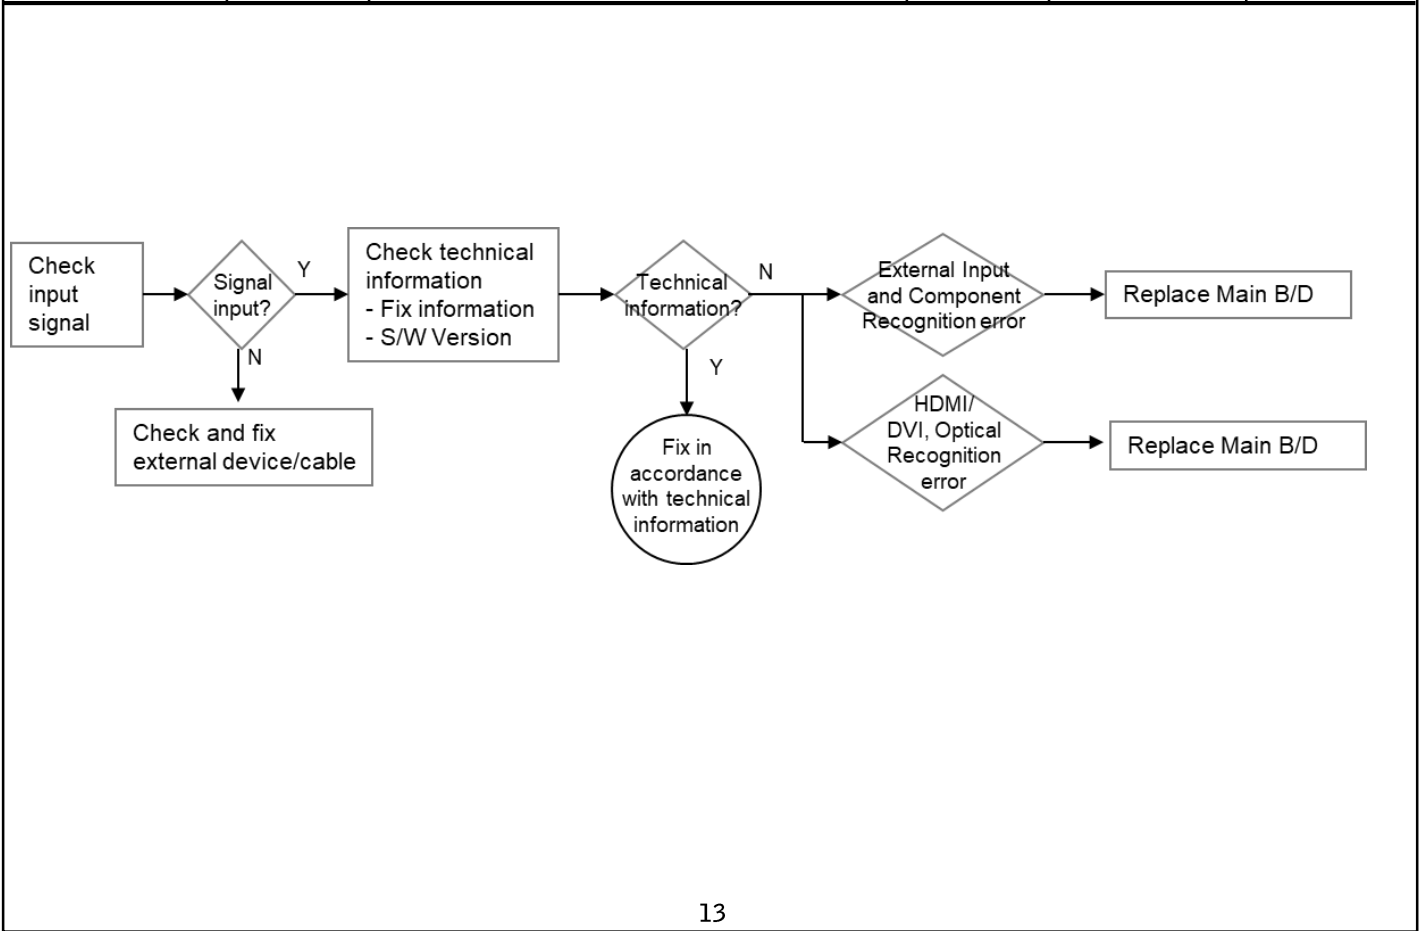 Check
input
signal
Signal
input?
Y
N
Check and fix
external device/cable
Check technical
information
- Fix information
- S/W Version
Technical
information?
N
Y
Fix in
accordance
with technical
information
External Input
and Component
Recognition error
Replace Main B/D
HDMI/
DVI, Optical
Recognition
error
Replace Main B/D
13